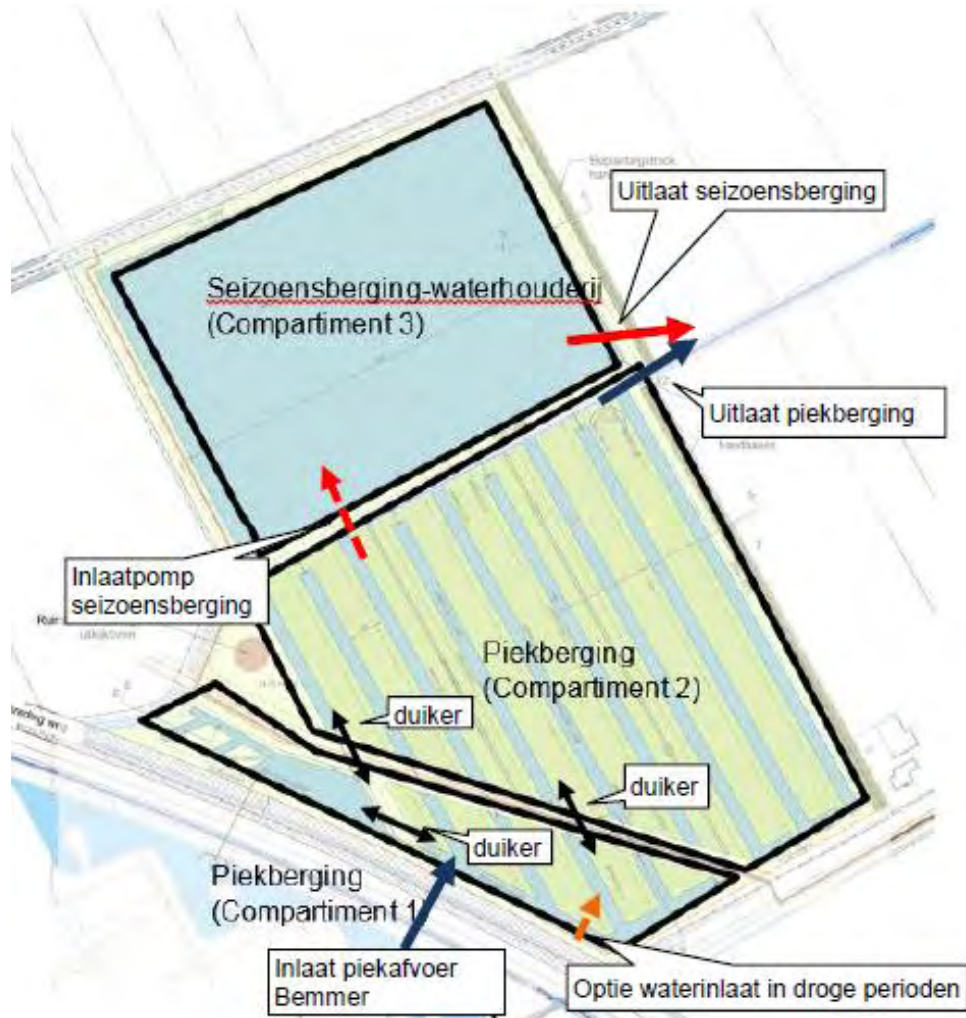 Uitlaat seizoensberging
Seizoensberging-waterhouderij
(Compartiment 3)
Uitlaat piekberging
Inlaatpomp
seizoensberging
Piekberging
(Compartiment 2)
duiker
duiker
duiker
Piekberging
(Compartiment 1)
Inlaat piekafvoer
Bemmer
Optie waterinlaat in droge perioden